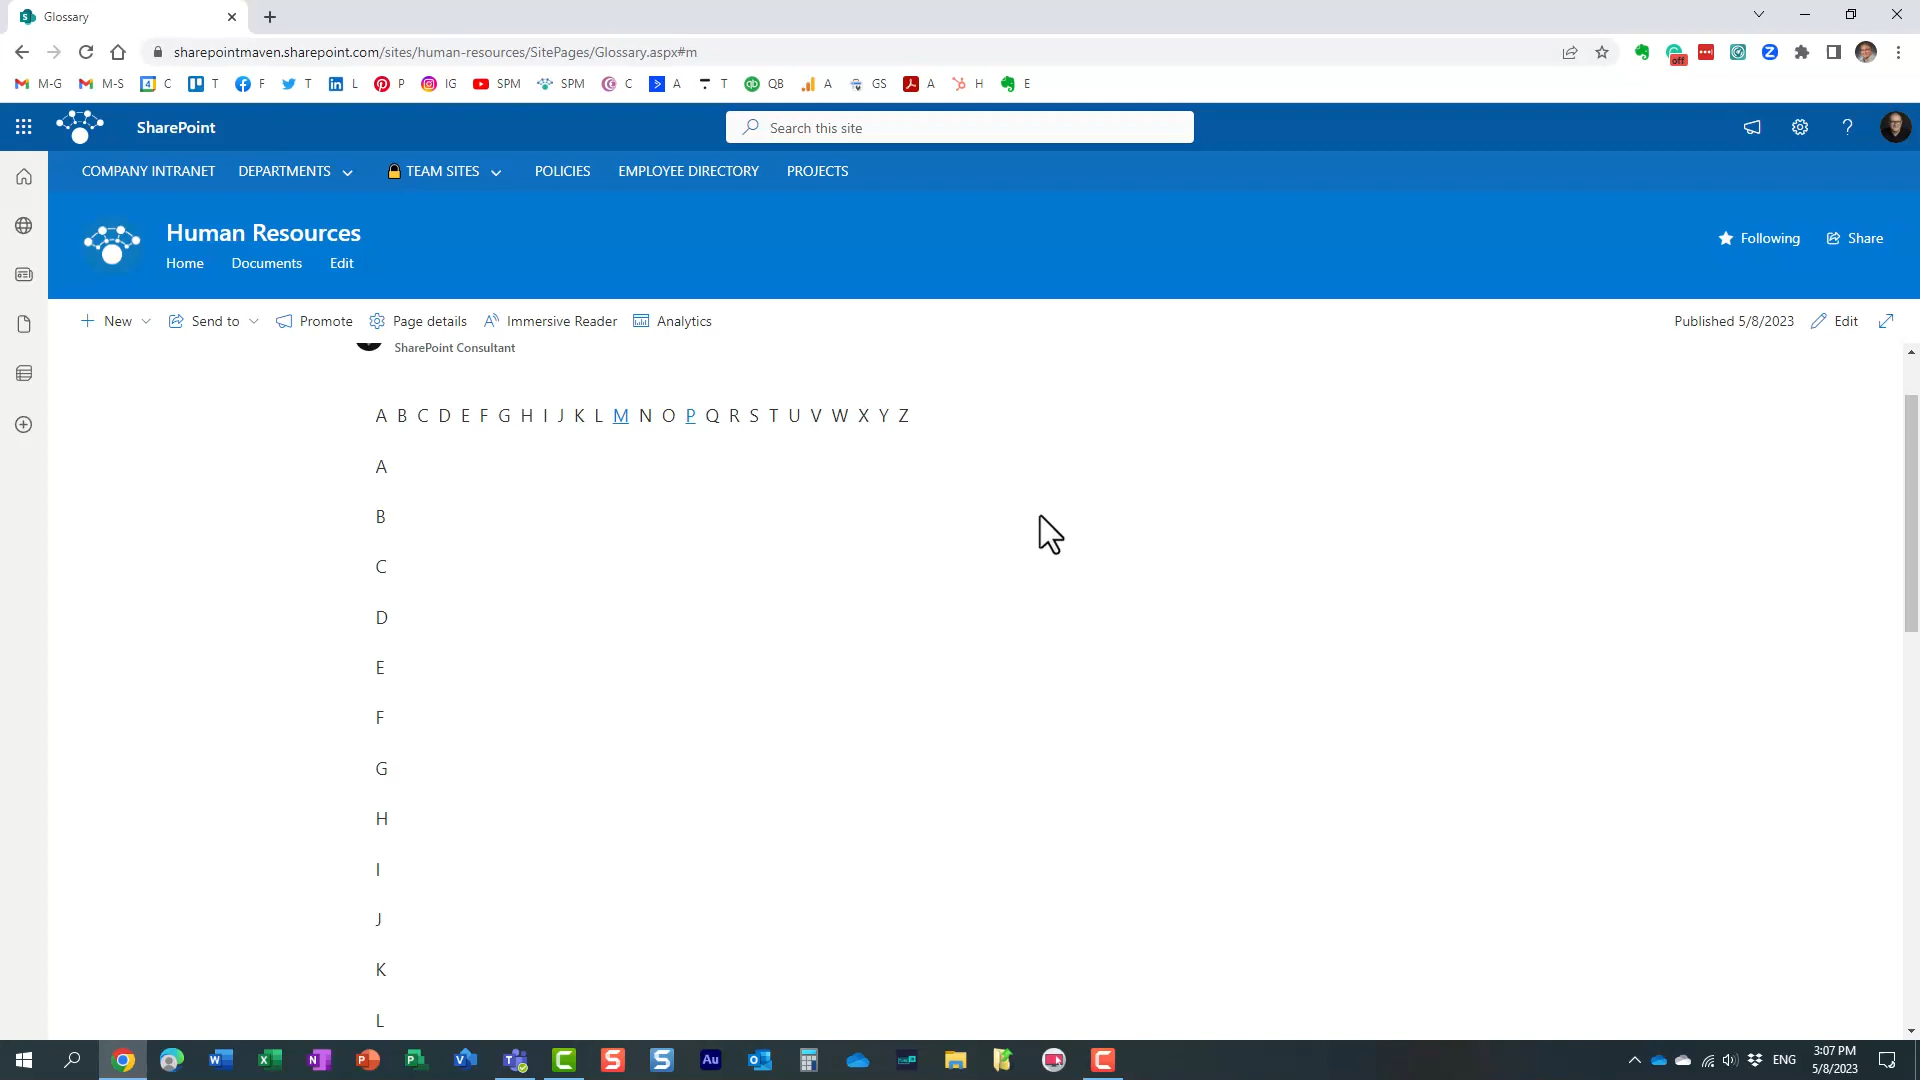 Glossary
sharepointmaven.sharepoint.com/sites/human-resources/SitePages/Glossary.aspx#m
off
M-G M-S 4 C T F T L P IG SPM SPM C A T QB A GS A H E
SharePoint
Search this site
COMPANY INTRANET DEPARTMENTS TEAM SITES POLICIES EMPLOYEE DIRECTORY PROJECTS
Human Resources
Following Share
Home Documents Edit
New Send to Promote Page details Immersive Reader Analytics Published 5/8/2023 Edit
SharePoint Consultant
A B C D E F G H I J K L M N O P Q R S T U V W X Y Z
A
B
C
D
E
F
G
H
I
J
K
L
ENG
3:07 PM
5/8/2023